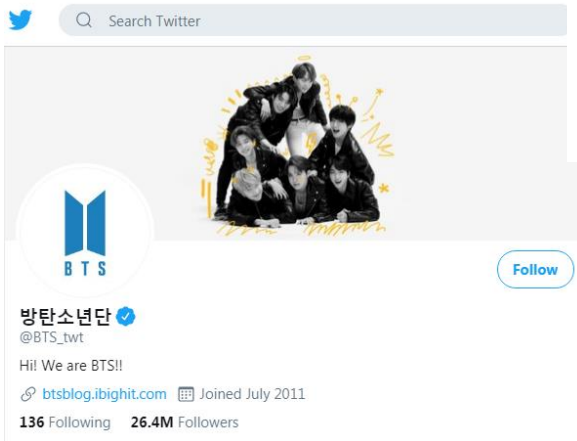 Search Twitter
BTS
Follow
방탄소년단
@BTS_twt
Hi! We are BTS!!
btsblog.ibighit.com Joined July 2011
136 Following 26.4M Followers